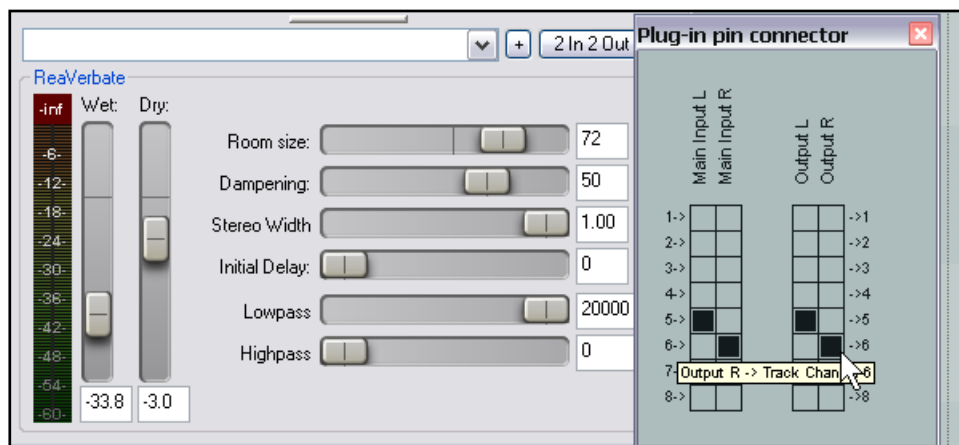 Plug-in pin connector
+ 2 In 2 Out
ReaVerbate
-inf Wet: Dry:
-6-
-12-
-18-
-24-
-30-
-36-
-42-
-48-
-54-
-60-
-33.8 -3.0
Room size: 72
Dampening: 50
Stereo Width 1.00
Initial Delay: 0
Lowpass 20000
Highpass 0
Main Input L
Main Input R
Output L
Output R
1-> ->1
2-> ->2
3-> ->3
4-> ->4
5-> ->5
6-> ->6
7-
Output R -> Track Chan 6
8-> ->8